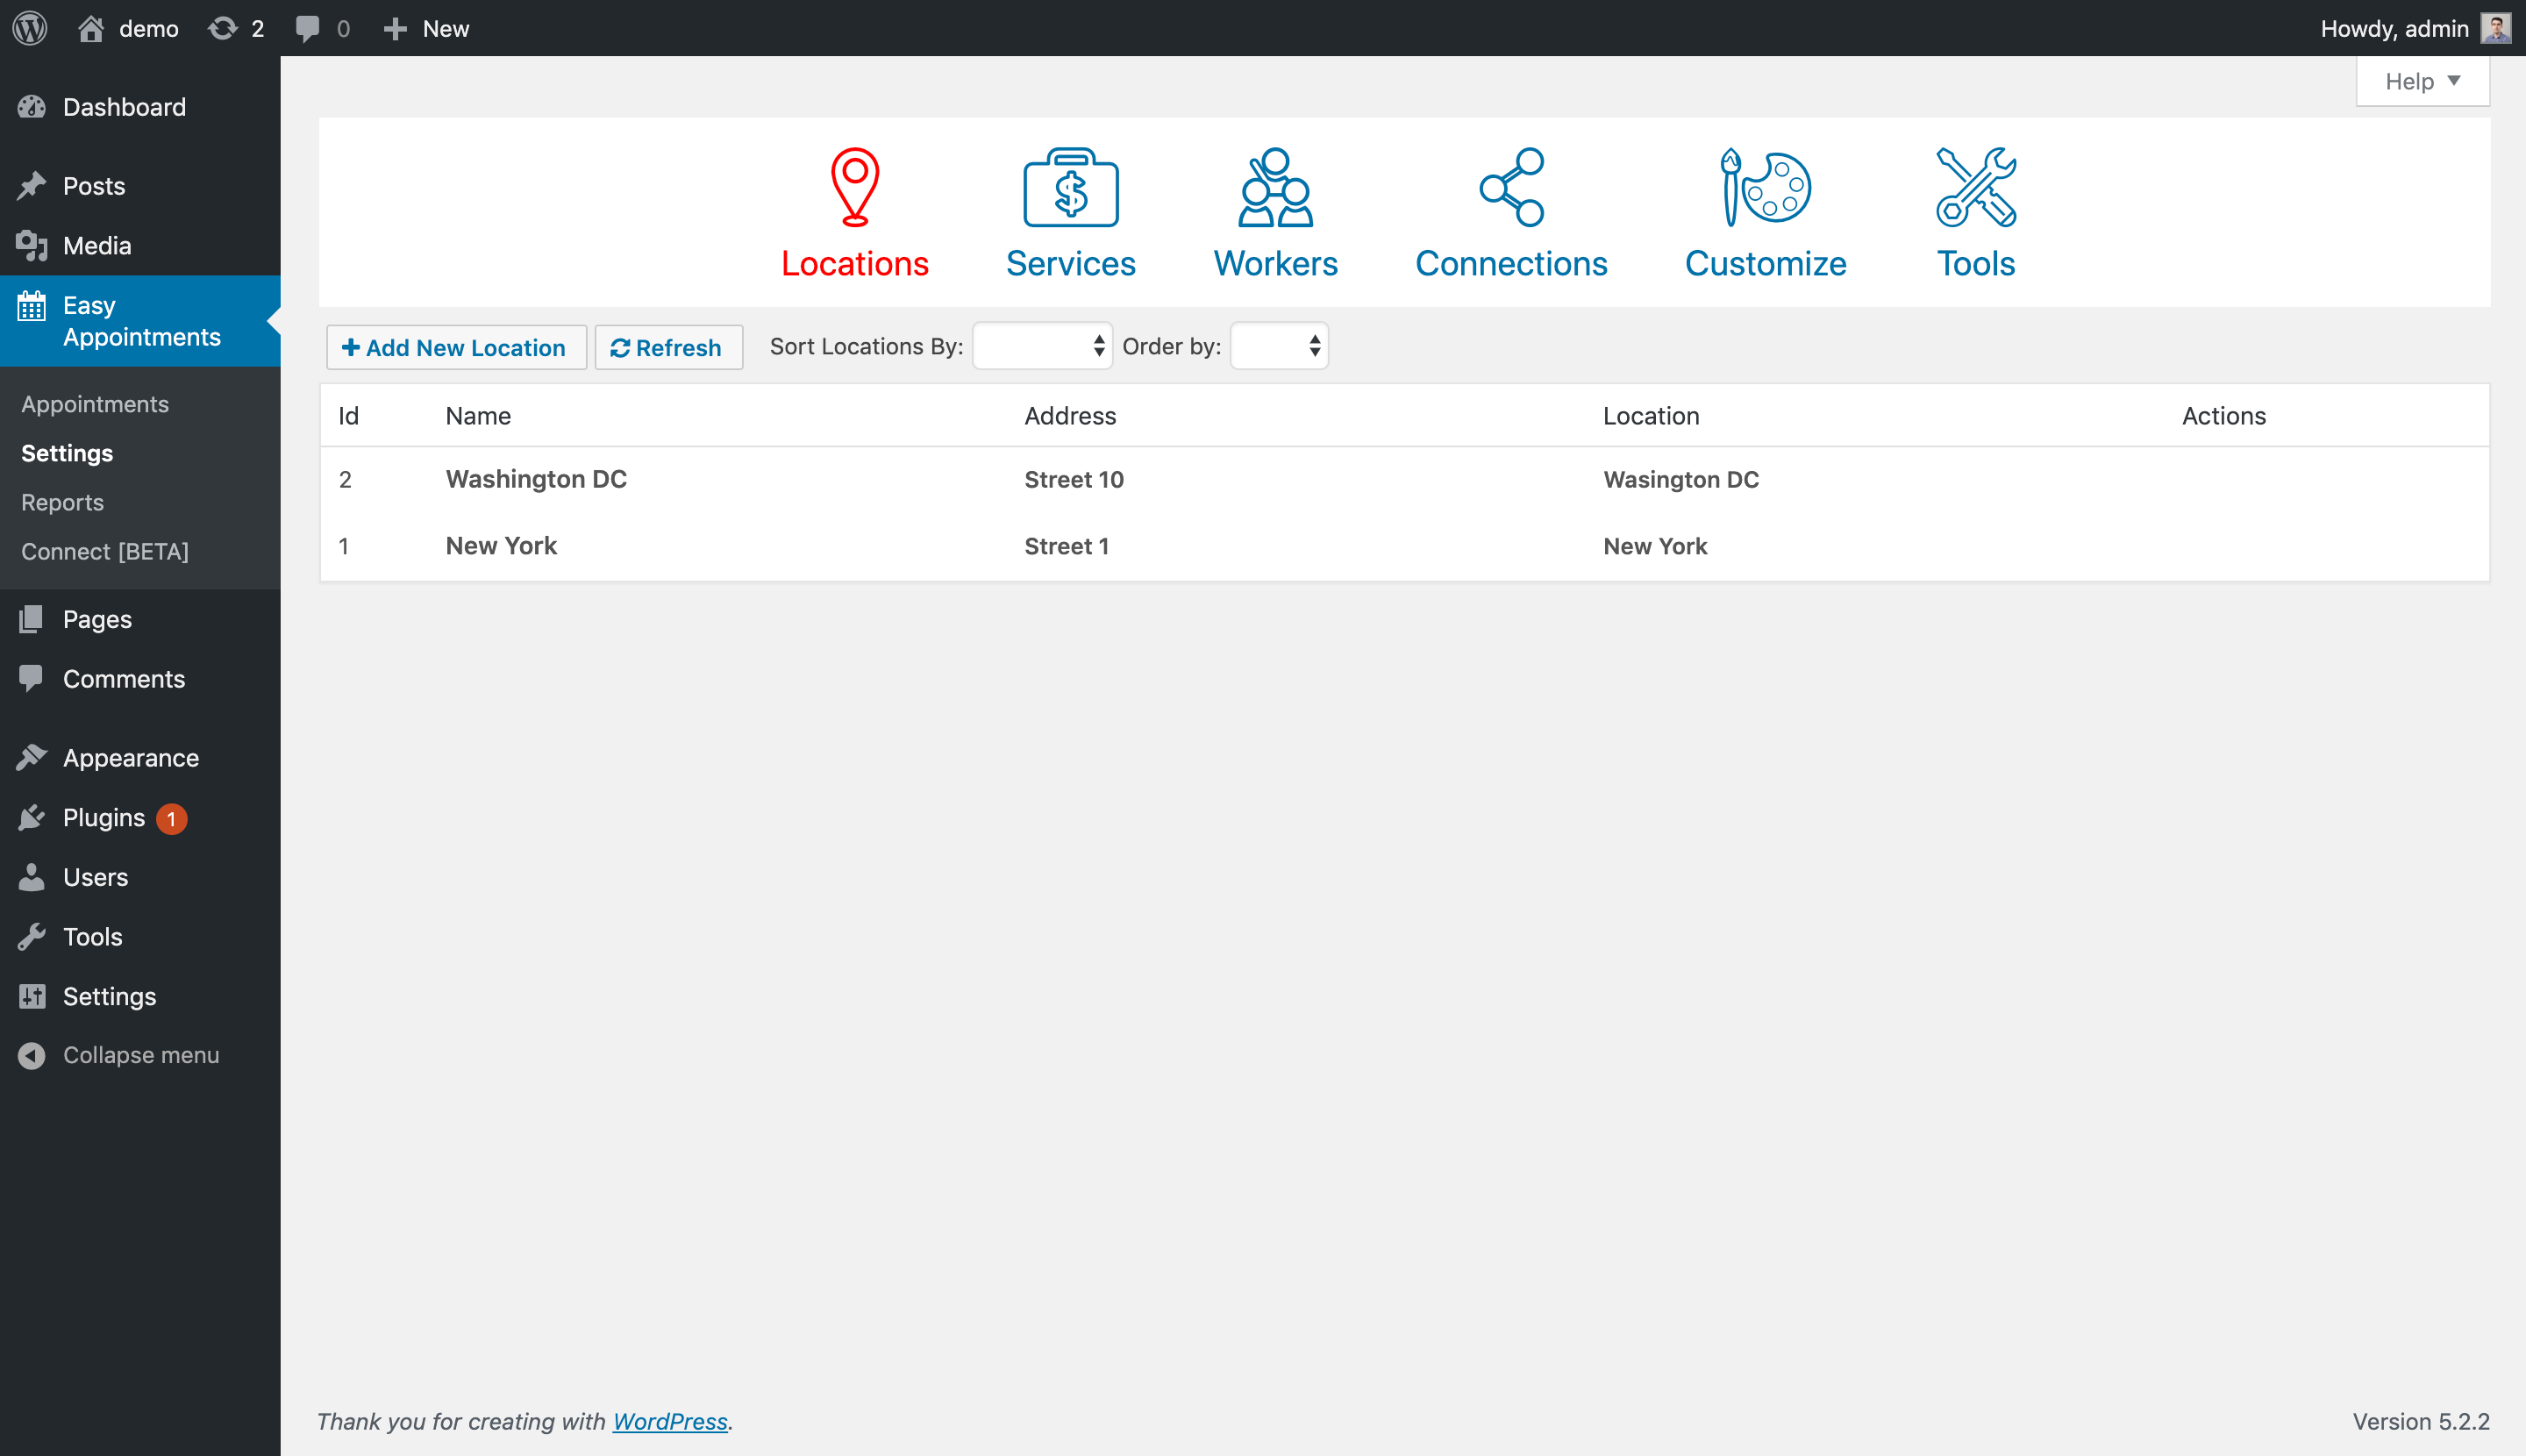 demo 2 0 New Howdy, admin
Help
Dashboard
Posts
Media
Easy
Appointments
Appointments
Settings
Reports
Connect [BETA]
Pages
Comments
Appearance
Plugins 1
Users
Tools
Settings
Collapse menu
Locations Services Workers Connections Customize Tools
Add New Location Refresh Sort Locations By: Order by:
Id Name Address Location Actions
2 Washington DC Street 10 Wasington DC
1 New York Street 1 New York
Thank you for creating with WordPress. Version 5.2.2